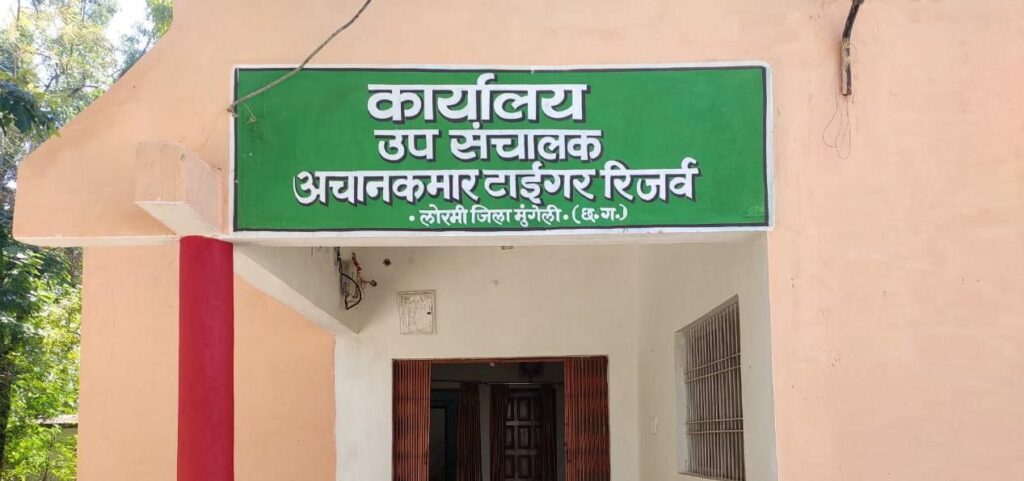 कार्यालय
उप संचालक
अचानकमार टाईगर रिजर्व
• लोरमी जिला मुंगेली • (छ.ग.)